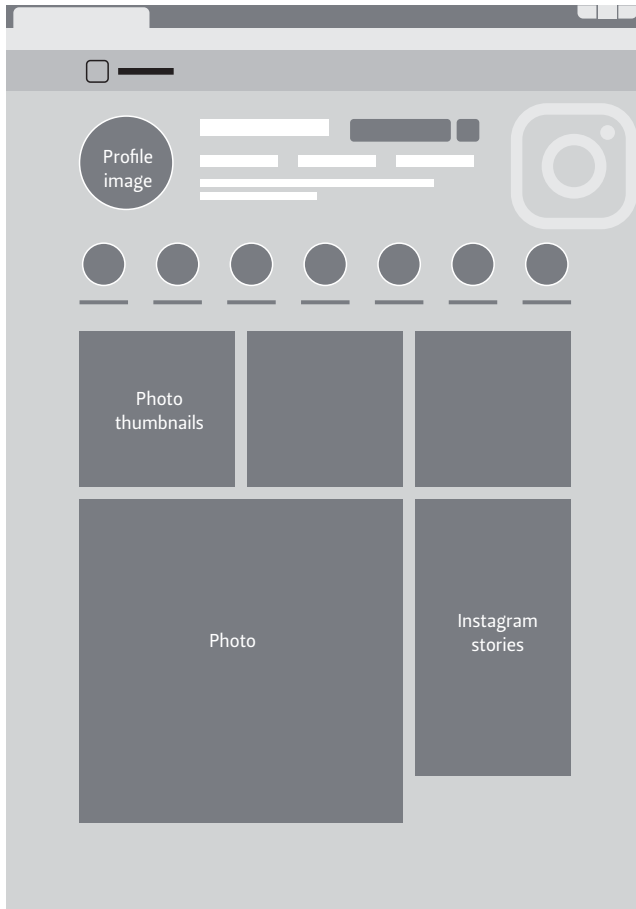 Profile
image
Photo
thumbnails
Photo
Instagram
stories